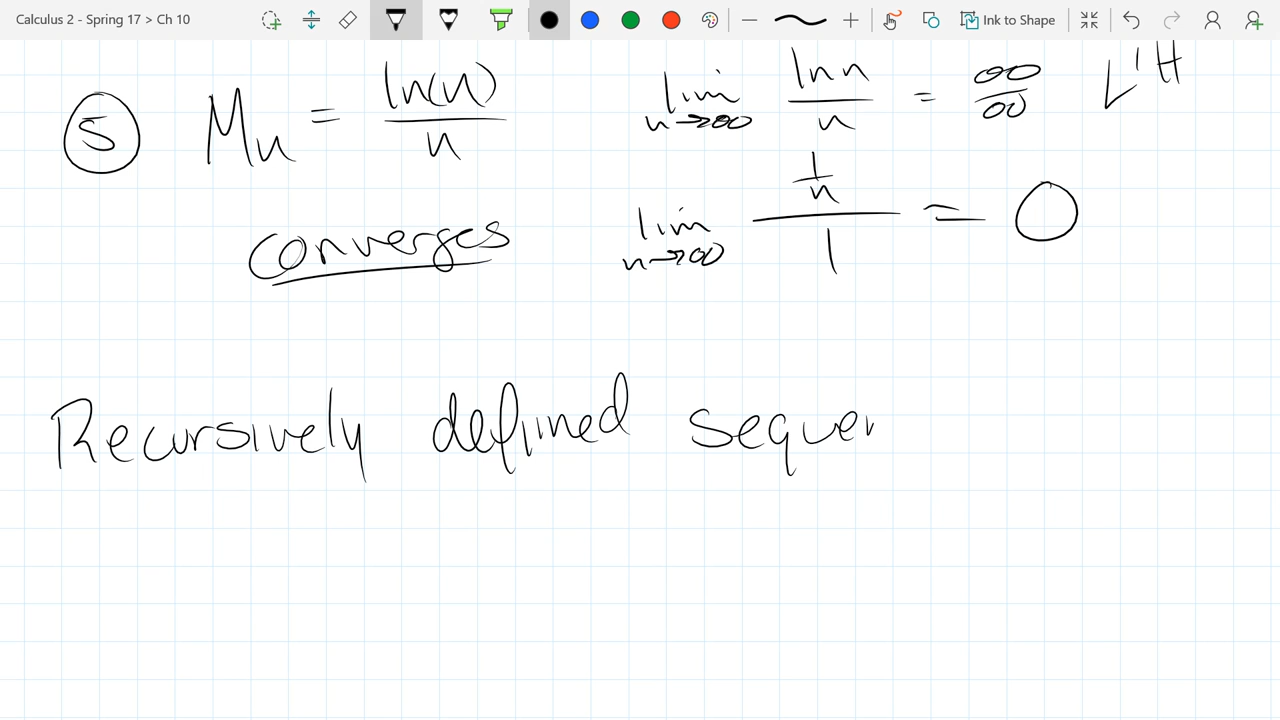 Calculus 2 - Spring 17 > Ch 10
Ink to Shape
⑤ Mₙ = ln(n)/n
lim n→∞ ln n/n = ∞/∞ L'H
converges
lim n→∞ (1/n)/1 = 0
Recursively defined sequen